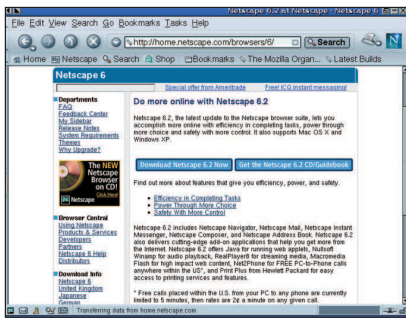 Netscape 6.2 at Netscape - Netscape 6
File Edit View Search Go Bookmarks Tasks Help
http://home.netscape.com/browsers/6/
Search
Home Netscape Search Shop Bookmarks The Mozilla Organ... Latest Builds
Netscape 6
Special offer from Ameritrade Free! ICQ instant messaging!
Departments
FAQ
Feedback Center
My Sidebar
Release Notes
System Requirements
Themes
Why Upgrade?
The NEW
Netscape
Browser
on CD!
Click Here!
Netscape
Browser Central
Using Netscape
Products & Services
Developers
Partners
Netscape 6 Help
Distributors
Download Info
Netscape 6
United Kingdom
Japanese
German
Do more online with Netscape 6.2
Netscape 6.2, the latest update to the Netscape browser suite, lets you
accomplish more online with efficiency in completing tasks, power through
more choice and safety with more control. It also supports Mac OS X and
Windows XP.
Download Netscape 6.2 Now Get the Netscape 6.2 CD/Guidebook
Find out more about features that give you efficiency, power, and safety.
Efficiency in Completing Tasks
Power Through More Choice
Safety With More Control
Netscape 6.2 includes Netscape Navigator, Netscape Mail, Netscape Instant
Messenger, Netscape Composer, and Netscape Address Book. Netscape 6.2
also delivers cutting-edge add-on applications that help you get more from
the Internet. Netscape 6.2 offers Java for running web applets, Nullsoft
Winamp for audio playback, RealPlayer8 for streaming media, Macromedia
Flash for high impact web content, Net2Phone for FREE PC-to-Phone calls
anywhere within the US*, and Print Plus from Hewlett Packard for easy
access to printing services and features.
* Free calls placed within the U.S. from your PC to any phone are currently
limited to 5 minutes, then rates are 2¢ a minute on any given call.
Transferring data from home.netscape.com